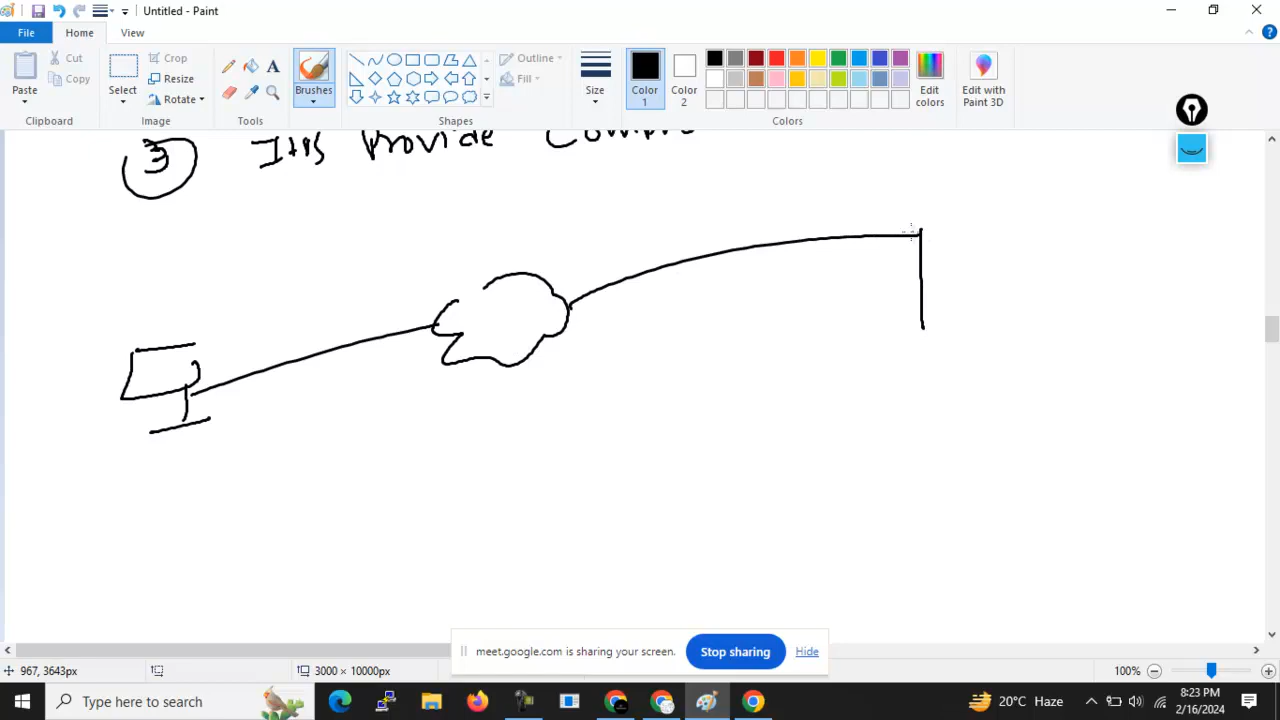 Untitled - Paint
File Home View
Paste
Cut
Copy
Clipboard
Select
Crop
Resize
Rotate
Image
Tools
Brushes
Shapes
Outline
Fill
Size
Color 1
Color 2
Edit colors
Colors
Edit with Paint 3D
3 Provide
meet.google.com is sharing your screen. Stop sharing Hide
967, 3643px
3000 × 10000px
100%
Type here to search
20°C Haze
8:23 PM
2/16/2024